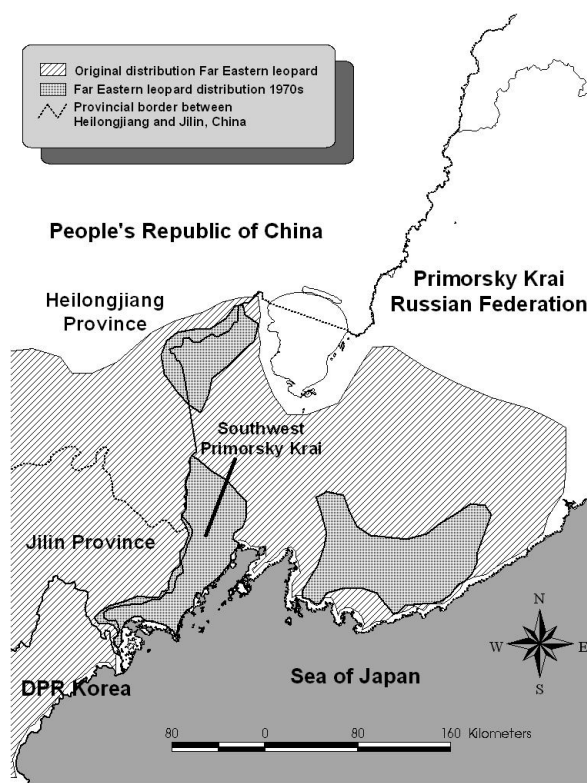 Original distribution Far Eastern leopard
Far Eastern leopard distribution 1970s
Provincial border between
Heilongjiang and Jilin, China
People's Republic of China
Primorsky Krai
Russian Federation
Heilongjiang
Province
Southwest
Primorsky Krai
Jilin Province
DPR Korea
Sea of Japan
N
W
E
S
80
0
80
160
Kilometers